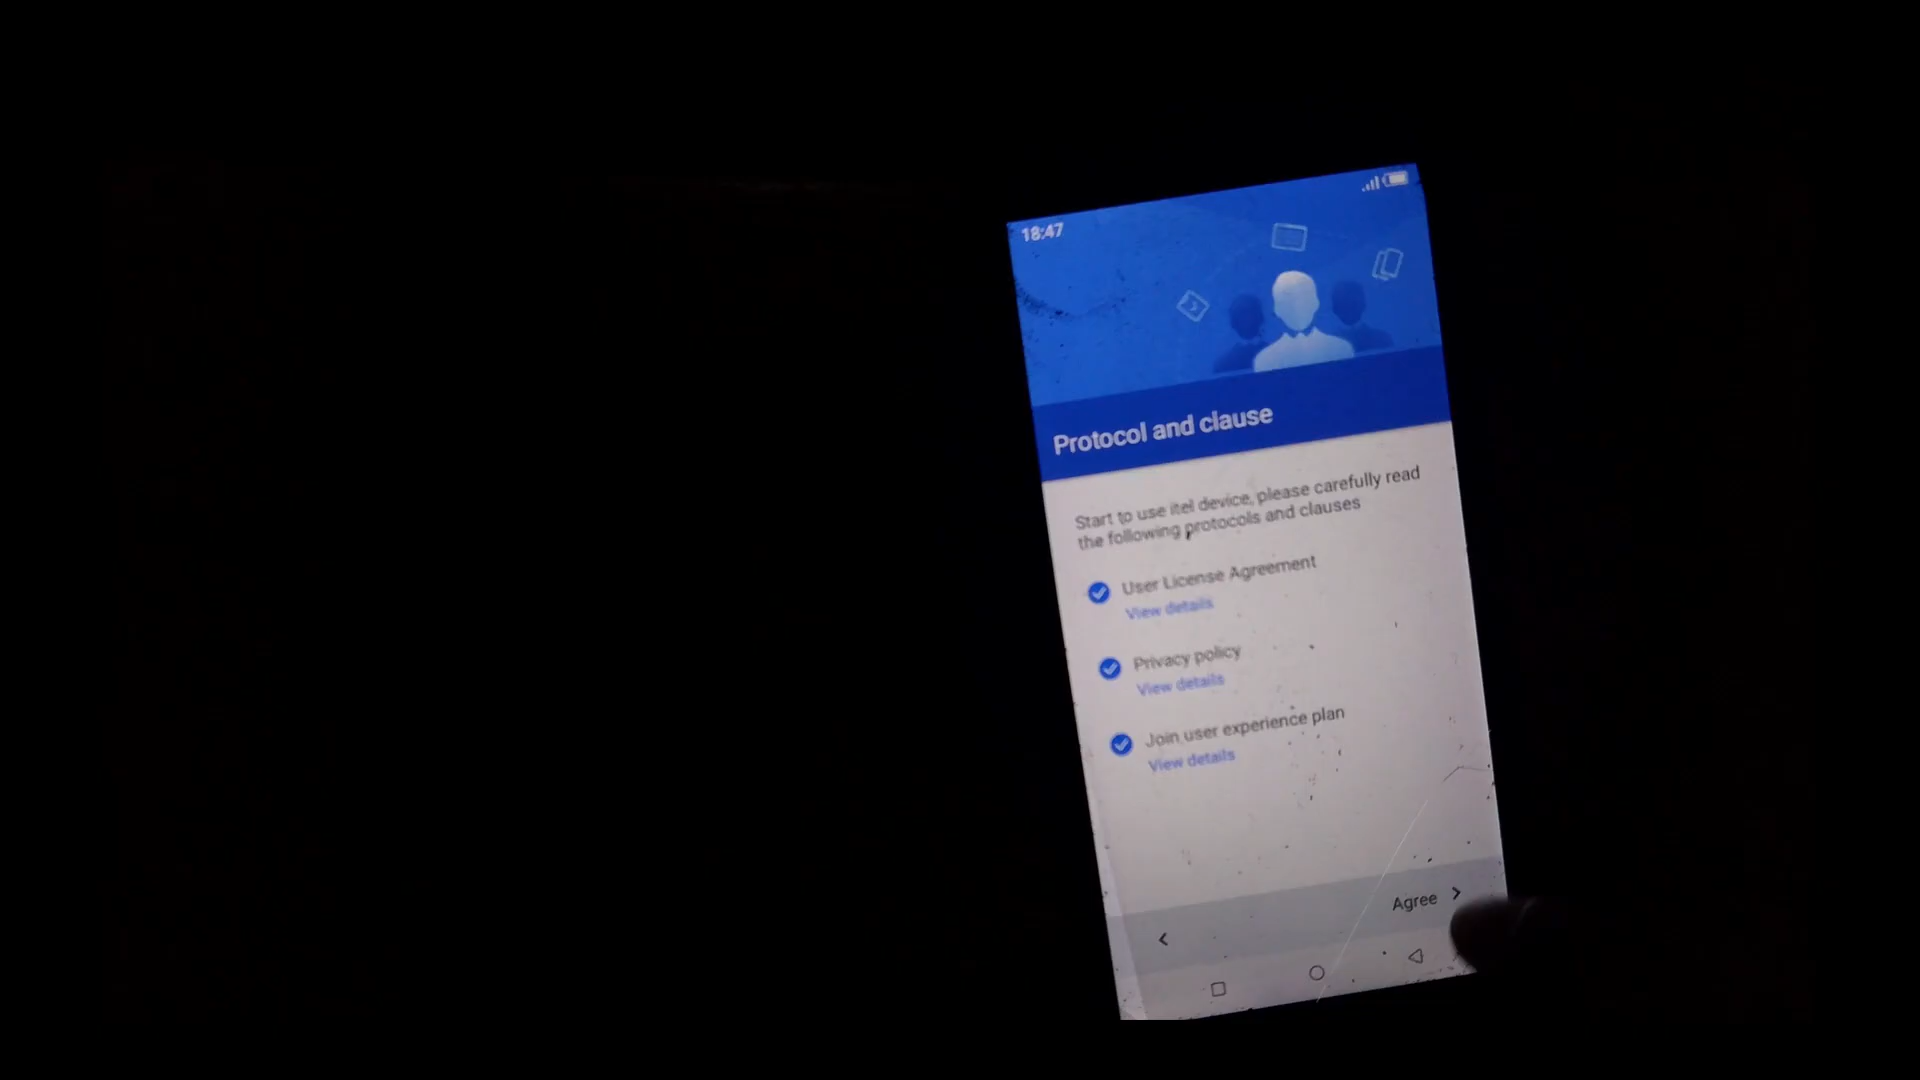 18:47
Protocol and clause
Start to use itel device, please carefully read
the following protocols and clauses
User License Agreement
View details
Privacy policy
View details
Join user experience plan
View details
Agree